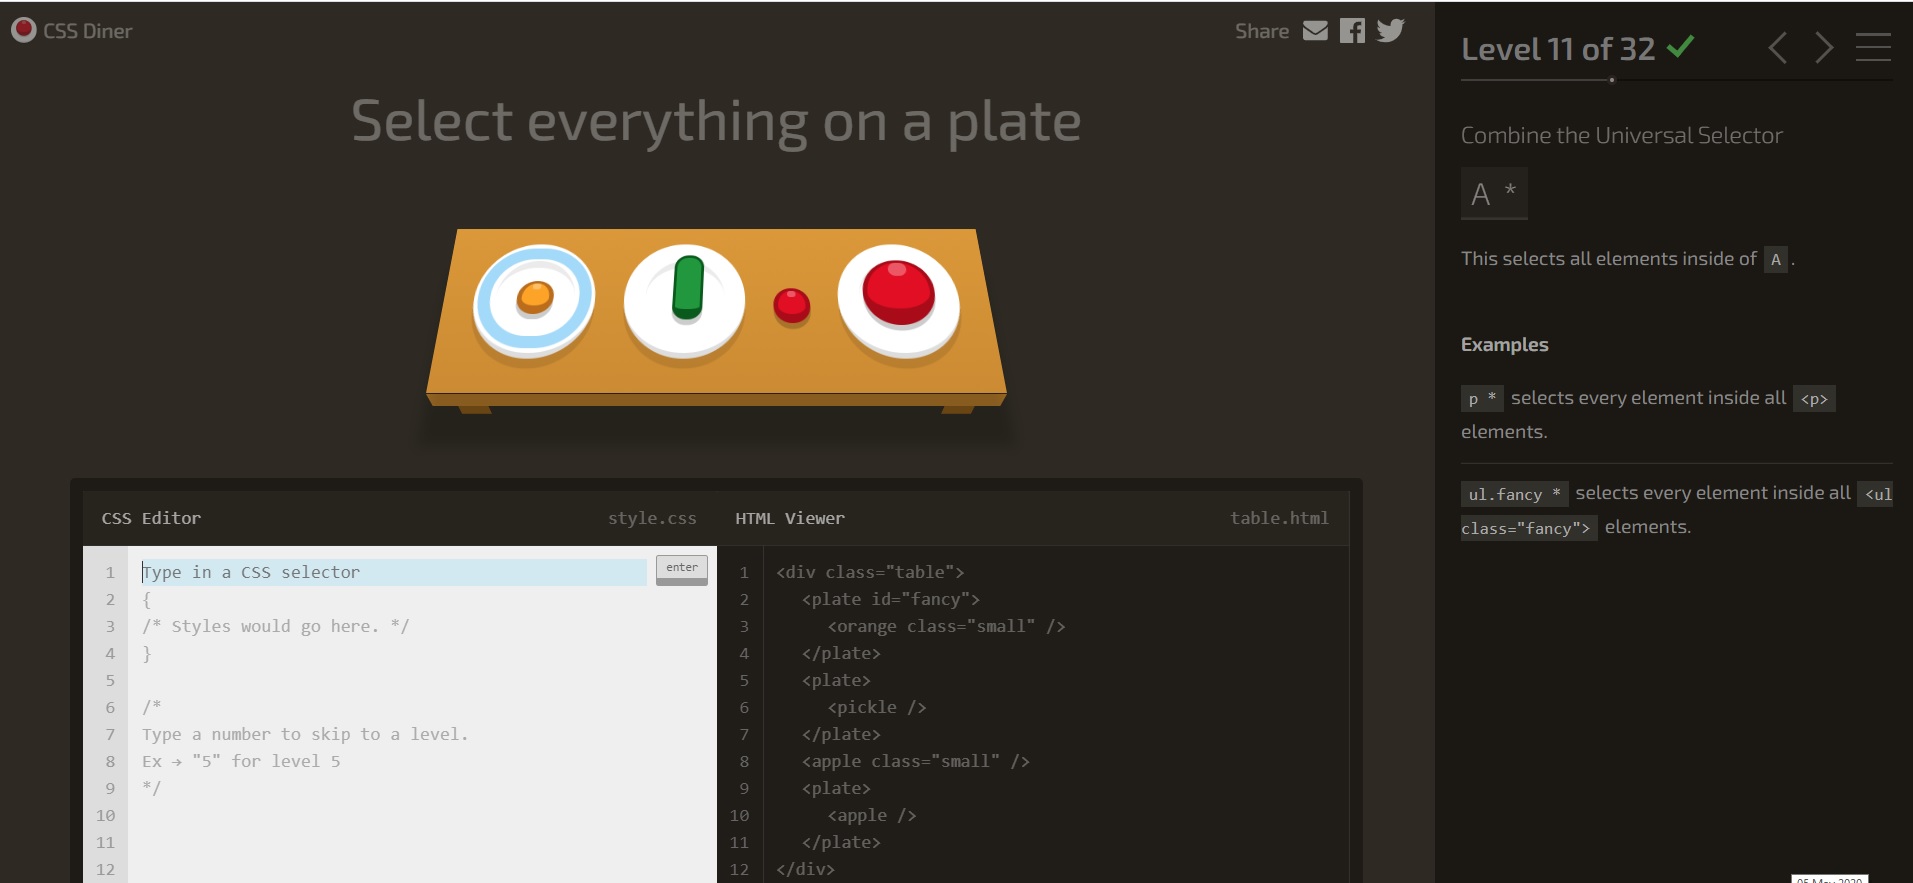 CSS Diner
Share
Select everything on a plate
CSS Editor
style.css
1 Type in a CSS selector
enter
2 {
3 /* Styles would go here. */
4 }
5
6 /*
7 Type a number to skip to a level.
8 Ex → "5" for level 5
9 */
10
11
12
HTML Viewer
table.html
1 <div class="table">
2 <plate id="fancy">
3 <orange class="small" />
4 </plate>
5 <plate>
6 <pickle />
7 </plate>
8 <apple class="small" />
9 <plate>
10 <apple />
11 </plate>
12 </div>
Level 11 of 32
Combine the Universal Selector
A *
This selects all elements inside of A .
Examples
p * selects every element inside all <p>
elements.
ul.fancy * selects every element inside all <ul
class="fancy"> elements.
05 May 2020